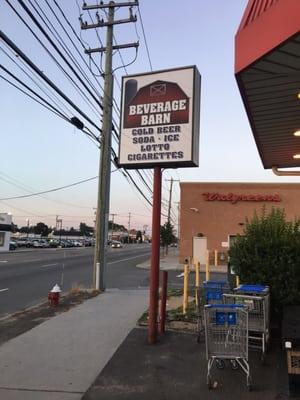 BEVERAGE
BARN
COLD BEER
SODA · ICE
LOTTO
CIGARETTES
Walgreens